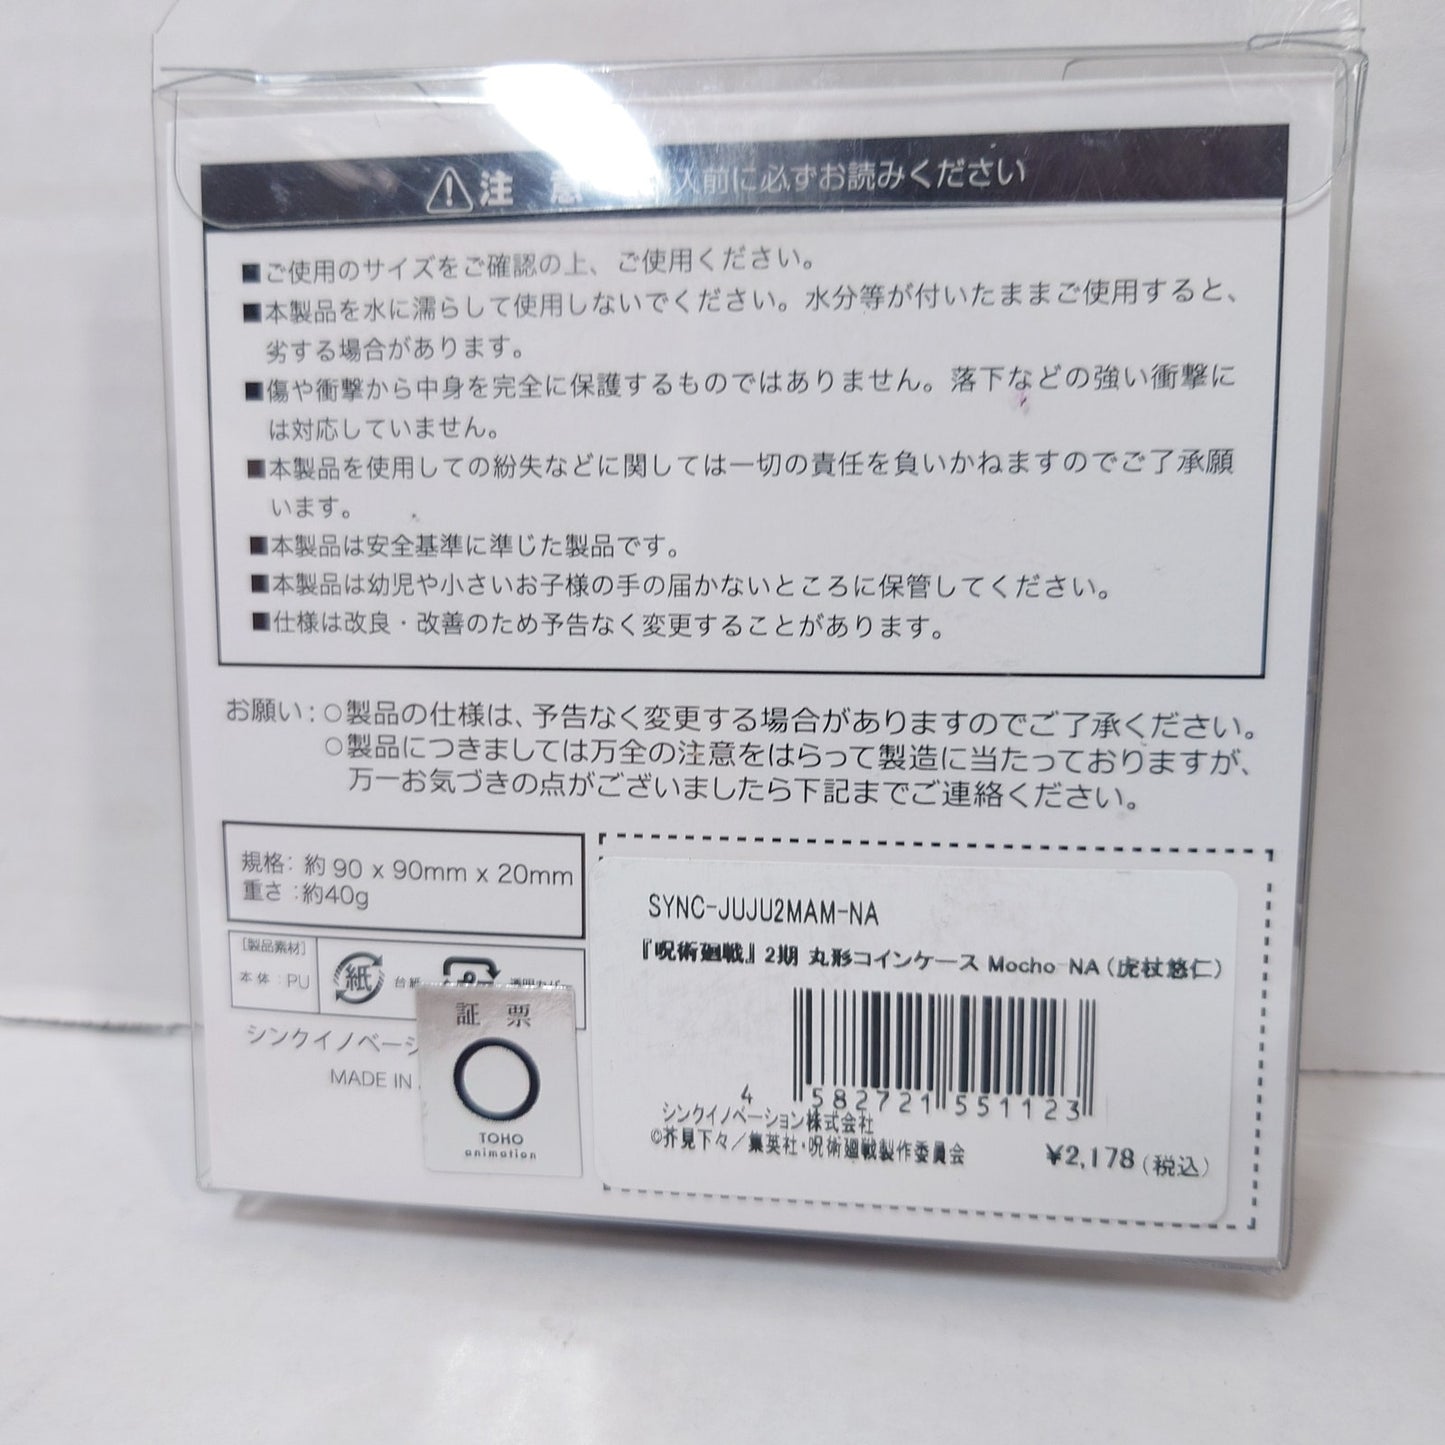 注 意 入前に必ずお読みください
■ご使用のサイズをご確認の上、ご使用ください。
■本製品を水に濡らして使用しないでください。水分等が付いたままご使用すると、
劣する場合があります。
■傷や衝撃から中身を完全に保護するものではありません。落下などの強い衝撃に
は対応していません。
■本製品を使用しての紛失などに関しては一切の責任を負いかねますのでご了承願
います。
■本製品は安全基準に準じた製品です。
■本製品は幼児や小さいお子様の手の届かないところに保管してください。
■仕様は改良・改善のため予告なく変更することがあります。
お願い:○製品の仕様は、予告なく変更する場合がありますのでご了承ください。
○製品につきましては万全の注意をはらって製造に当たっておりますが、
万一お気づきの点がございましたら下記までご連絡ください。
規格: 約 90 x 90mm x 20mm
重さ :約40g
[製品素材]
本体:PU
紙
台紙
シンクイノベーシ
MADE IN
証 票
TOHO
animation
SYNC-JUJU2MAM-NA
『呪術廻戦』2期 丸形コインケース Mocho-NA(虎杖悠仁)
4 582721 551123
シンクイノベーション株式会社
©芥見下々／集英社・呪術廻戦製作委員会
¥2,178(税込)